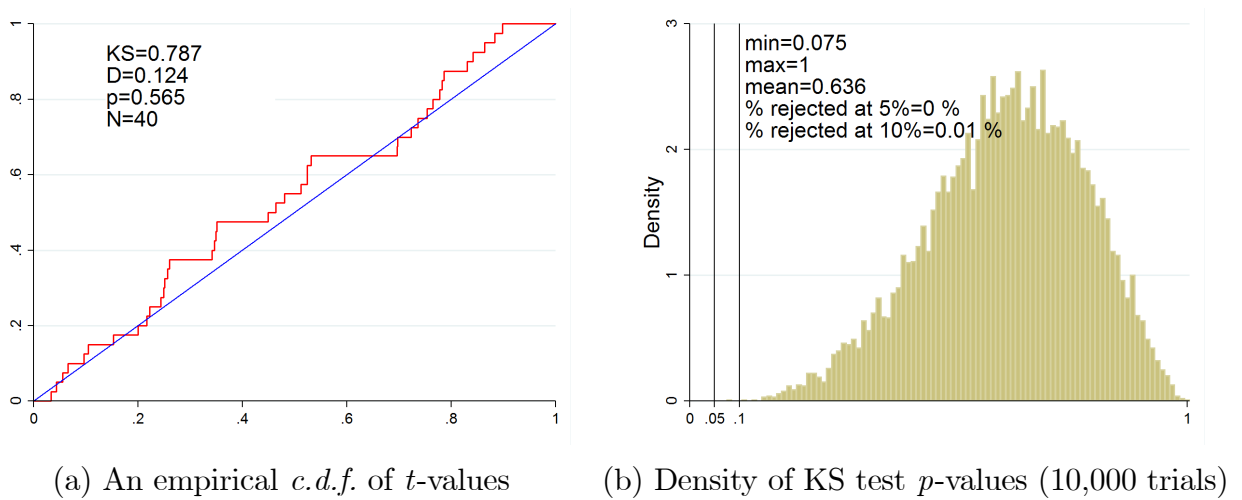 KS=0.787
D=0.124
p=0.565
N=40
1
.8
.6
.4
.2
0
0 .2 .4 .6 .8 1
(a) An empirical c.d.f. of t-values
min=0.075
max=1
mean=0.636
% rejected at 5%=0 %
% rejected at 10%=0.01 %
Density
3
2
1
0
0 .05 .1 1
(b) Density of KS test p-values (10,000 trials)